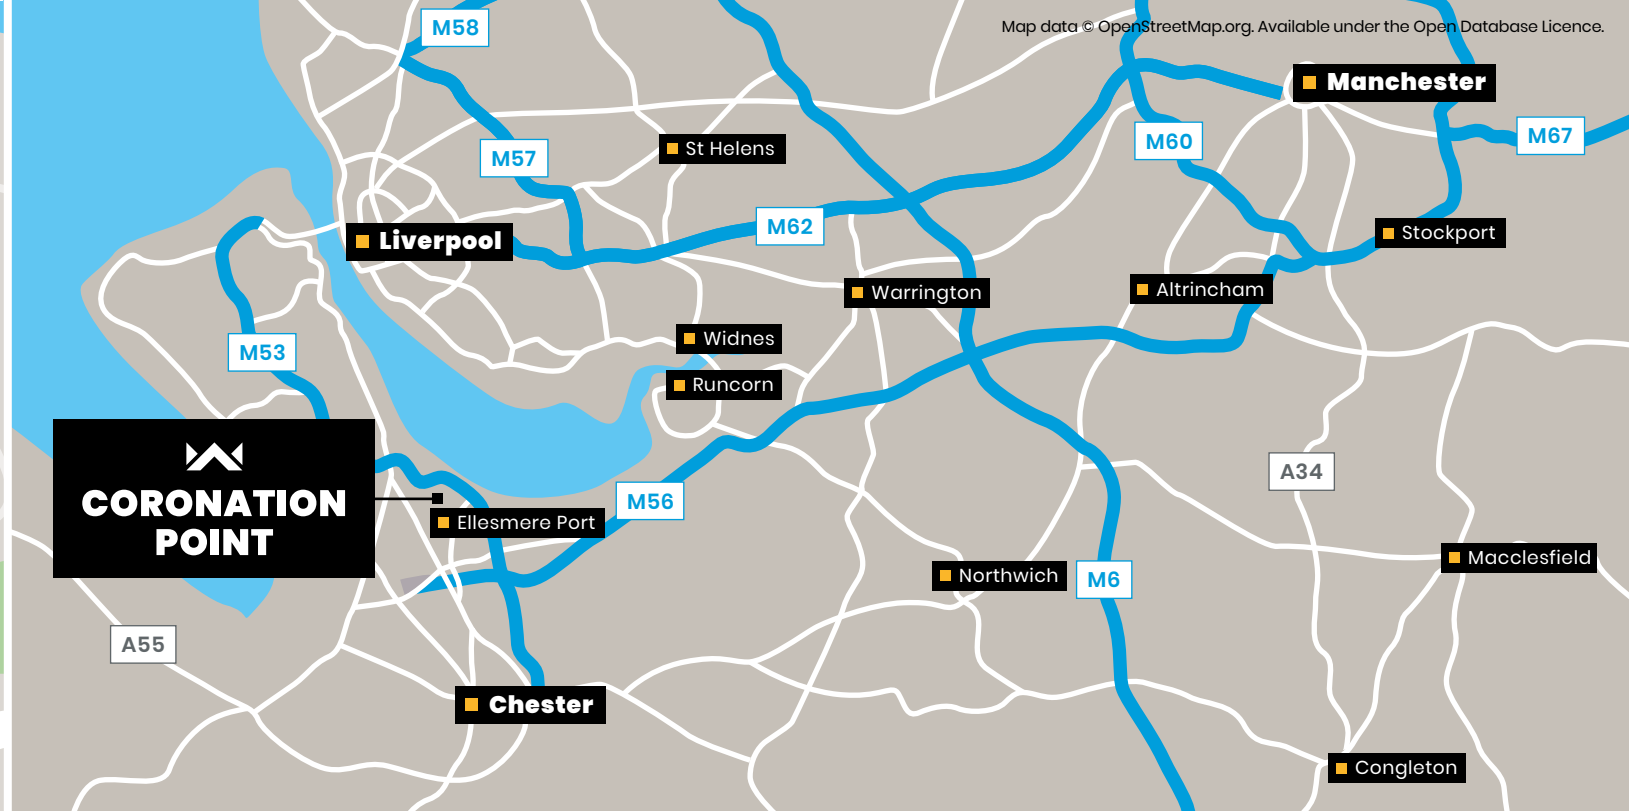 M58
Map data © OpenStreetMap.org. Available under the Open Database Licence.
Manchester
M67
M60
St Helens
M57
M62
Liverpool
Stockport
Altrincham
Warrington
Widnes
M53
Runcorn
CORONATION
POINT
A34
M56
Ellesmere Port
Macclesfield
Northwich
M6
A55
Chester
Congleton